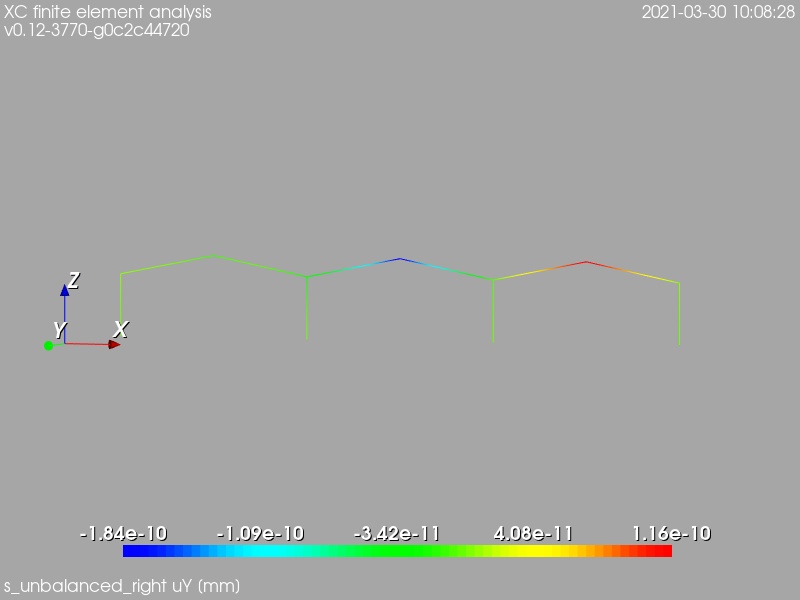 XC finite element analysis
2021-03-30 10:08:28
v0.12-3770-g0c2c44720
Z
Y
X
-1.84e-10 -1.09e-10 -3.42e-11 4.08e-11 1.16e-10
s_unbalanced_right uY [mm]